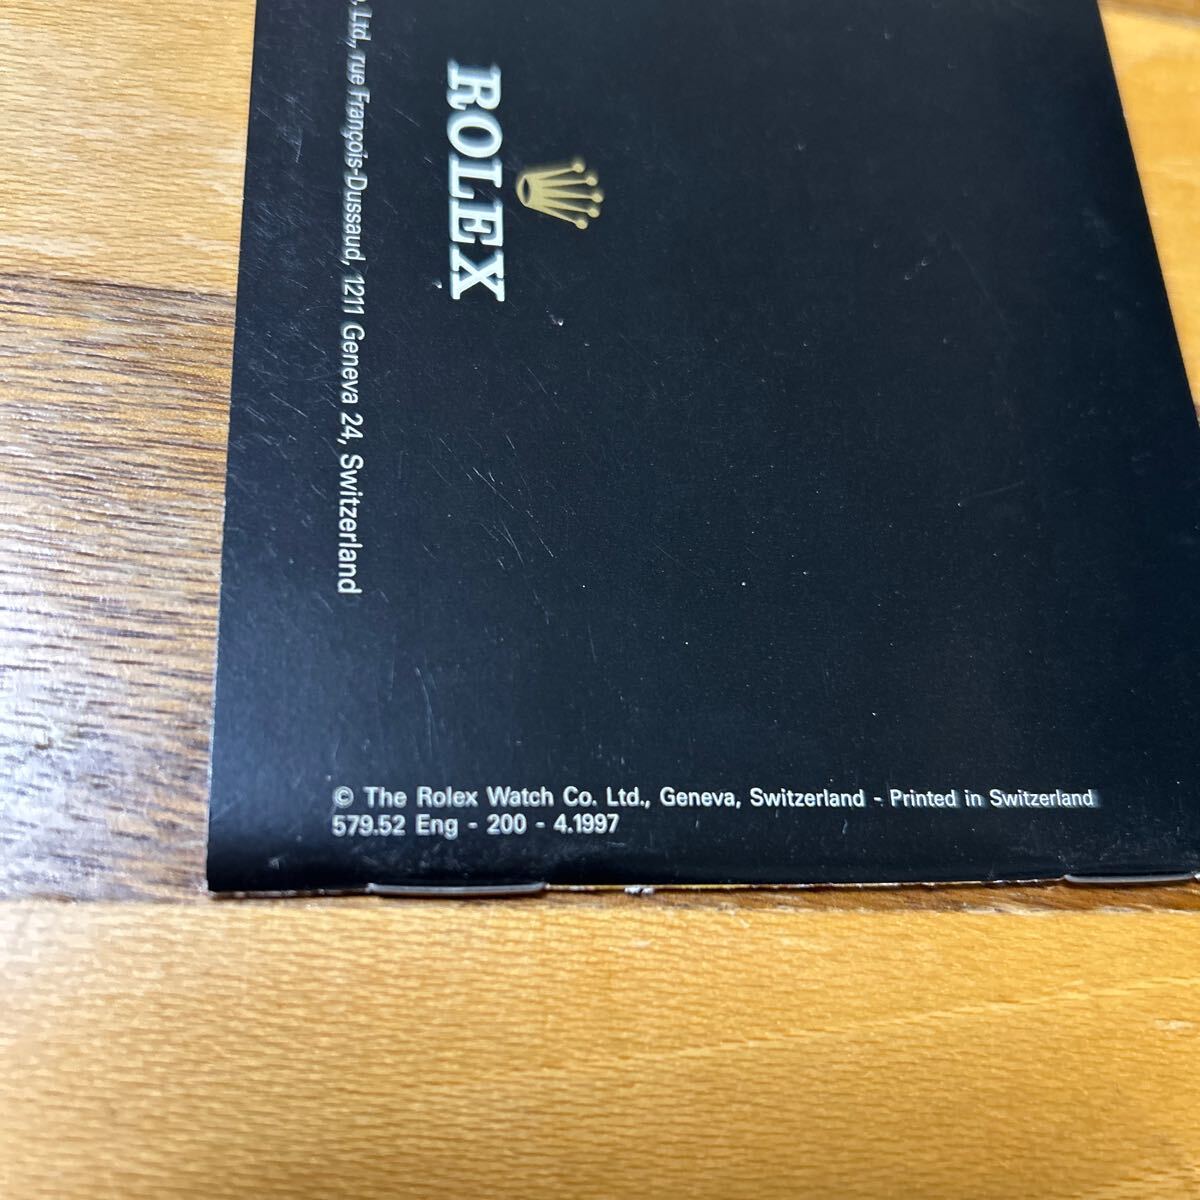 ROLEX
Ltd, rue François-Dussaud, 1211 Geneva 24, Switzerland
© The Rolex Watch Co. Ltd., Geneva, Switzerland - Printed in Switzerland
579.52 Eng - 200 - 4.1997